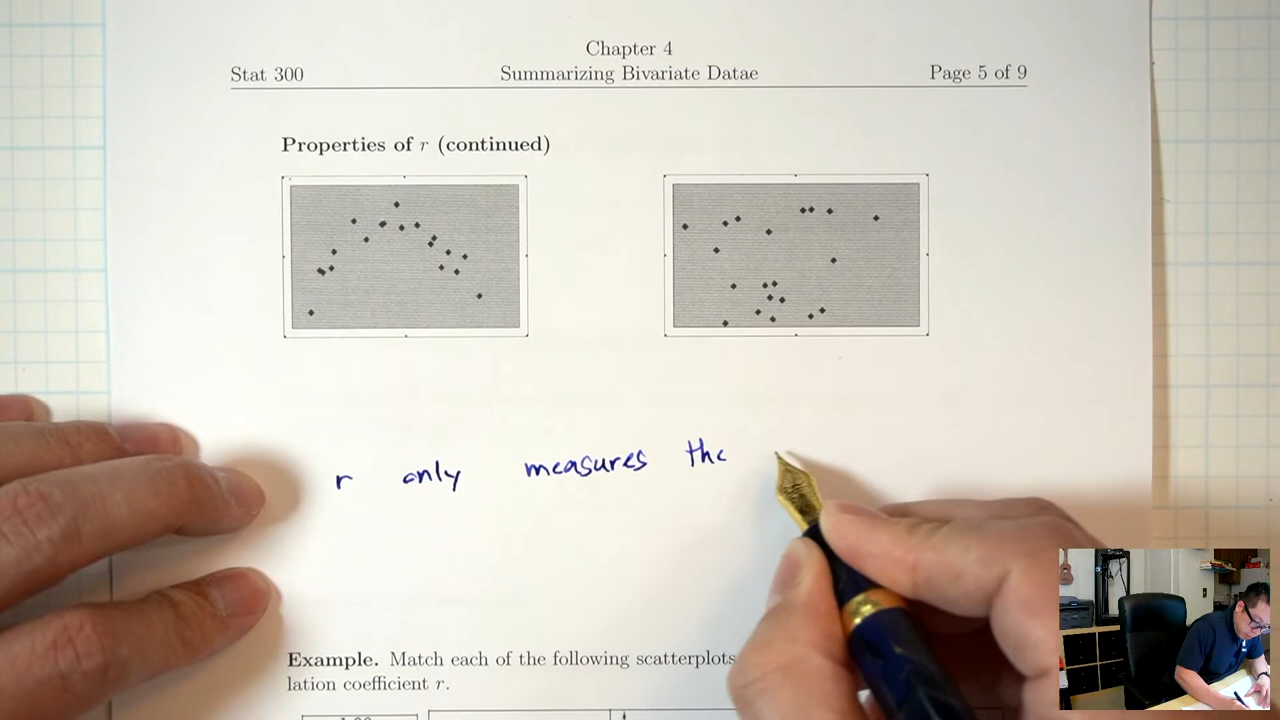 Chapter 4
Stat 300 Summarizing Bivariate Datae Page 5 of 9
Properties of r (continued)
r only measures the
Example. Match each of the following scatterplots
lation coefficient r.